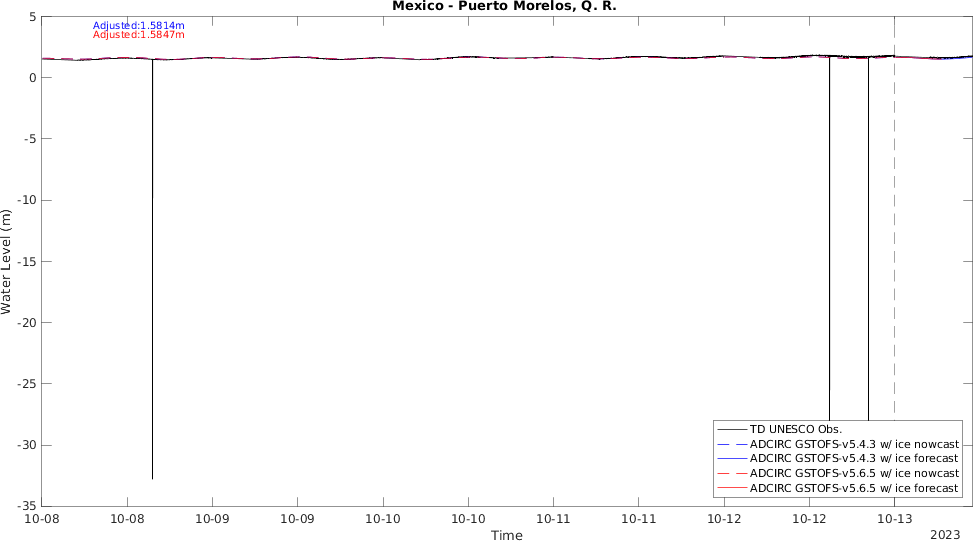 Mexico - Puerto Morelos, Q. R.
Adjusted:1.5814m
Adjusted:1.5847m
5
0
-5
-10
-15
-20
-25
-30
-35
Water Level (m)
TD UNESCO Obs.
ADCIRC GSTOFS-v5.4.3 w/ ice nowcast
ADCIRC GSTOFS-v5.4.3 w/ ice forecast
ADCIRC GSTOFS-v5.6.5 w/ ice nowcast
ADCIRC GSTOFS-v5.6.5 w/ ice forecast
10-08 10-08 10-09 10-09 10-10 10-10 10-11 10-11 10-12 10-12 10-13
Time
2023